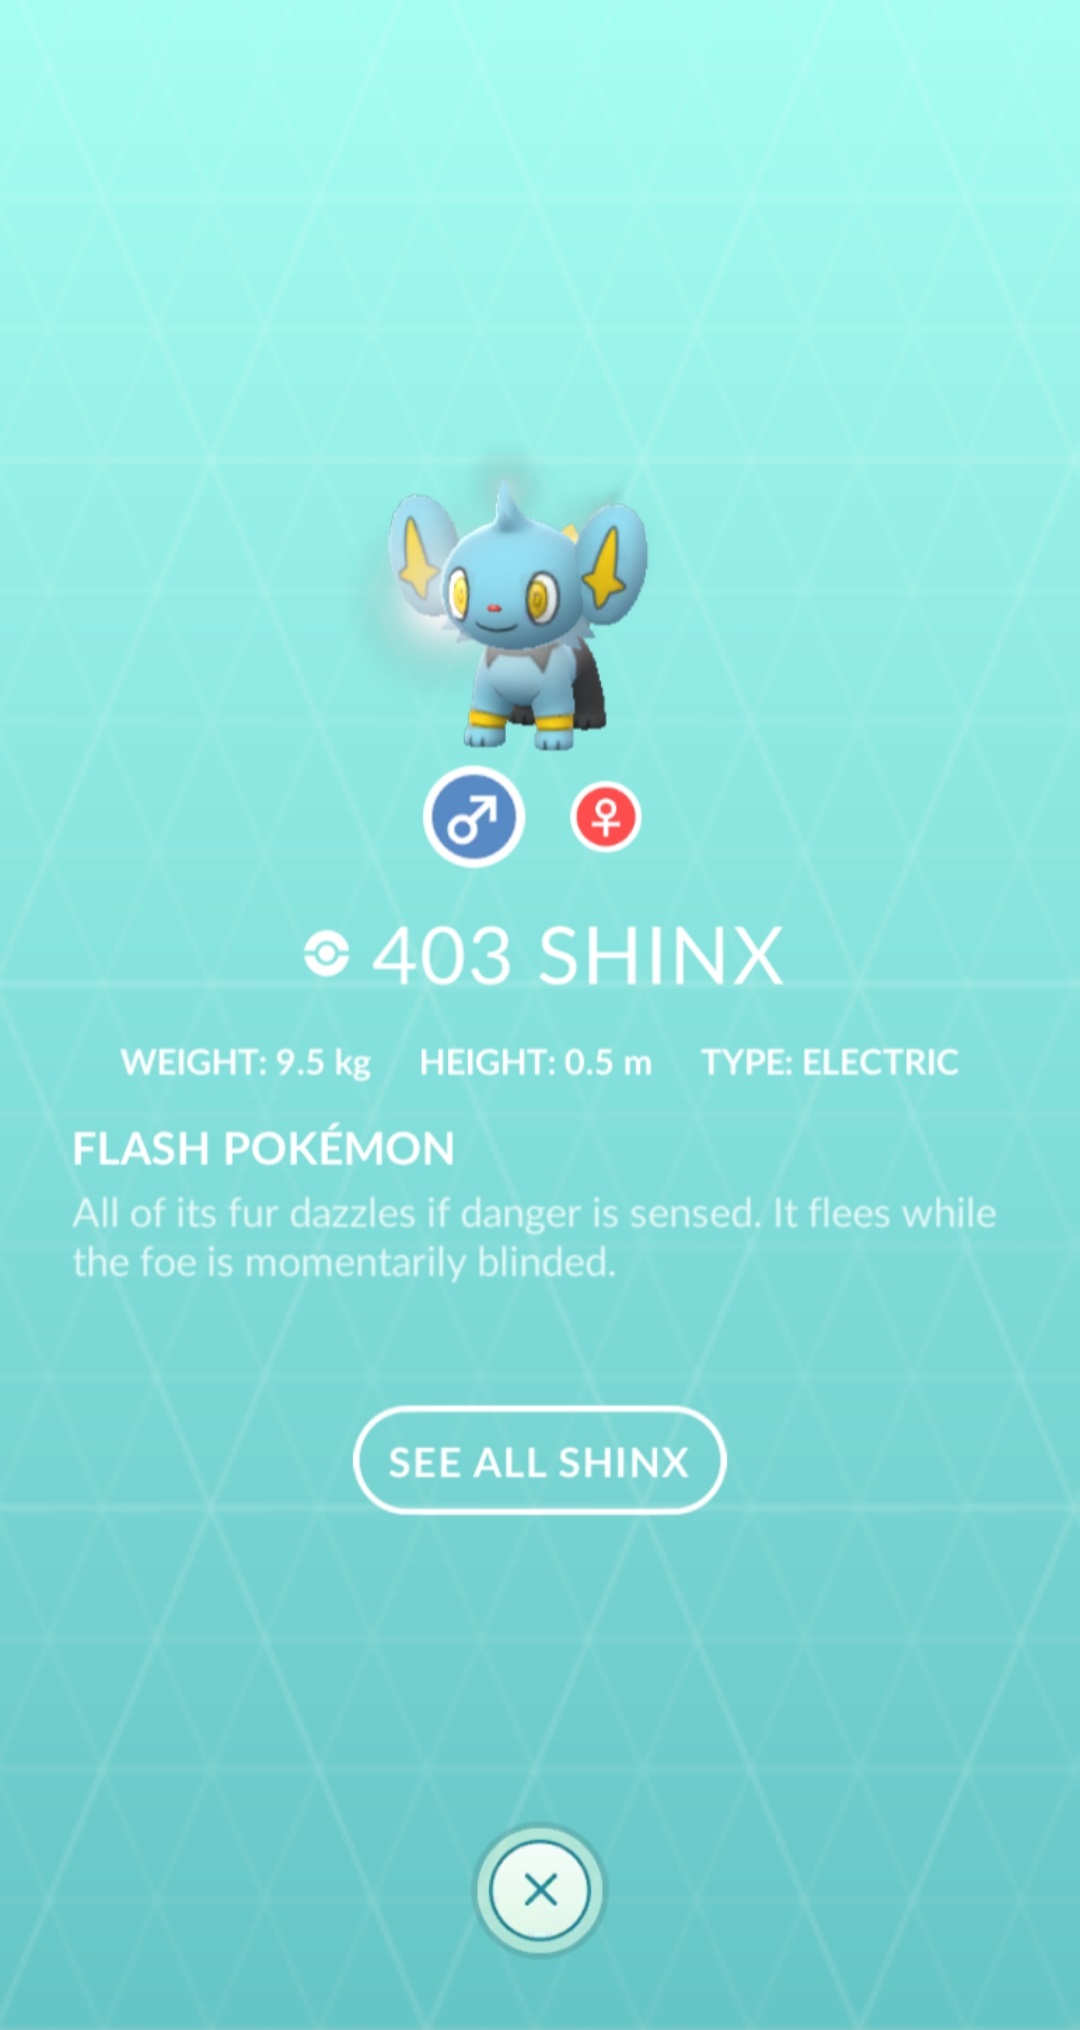 403 SHINX
WEIGHT: 9.5 kg HEIGHT: 0.5 m TYPE: ELECTRIC
FLASH POKÉMON
All of its fur dazzles if danger is sensed. It flees while
the foe is momentarily blinded.
SEE ALL SHINX